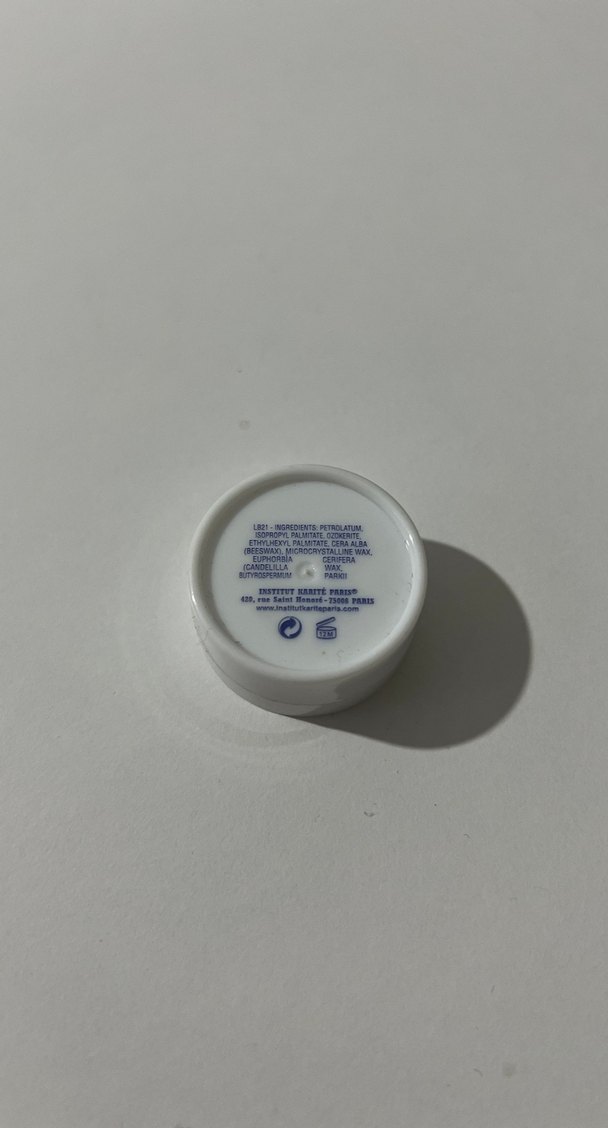 LB21 - INGREDIENTS: PETROLATUM,
ISOPROPYL PALMITATE, OZOKERITE,
ETHYLHEXYL PALMITATE, CERA ALBA
(BEESWAX), MICROCRYSTALLINE WAX,
EUPHORBIA CERIFERA
(CANDELILLA WAX,
BUTYROSPERMUM PARKII
INSTITUT KARITÉ PARIS®
420, rue Saint Honoré - 75008 PARIS
www.institutkariteparis.com
12M